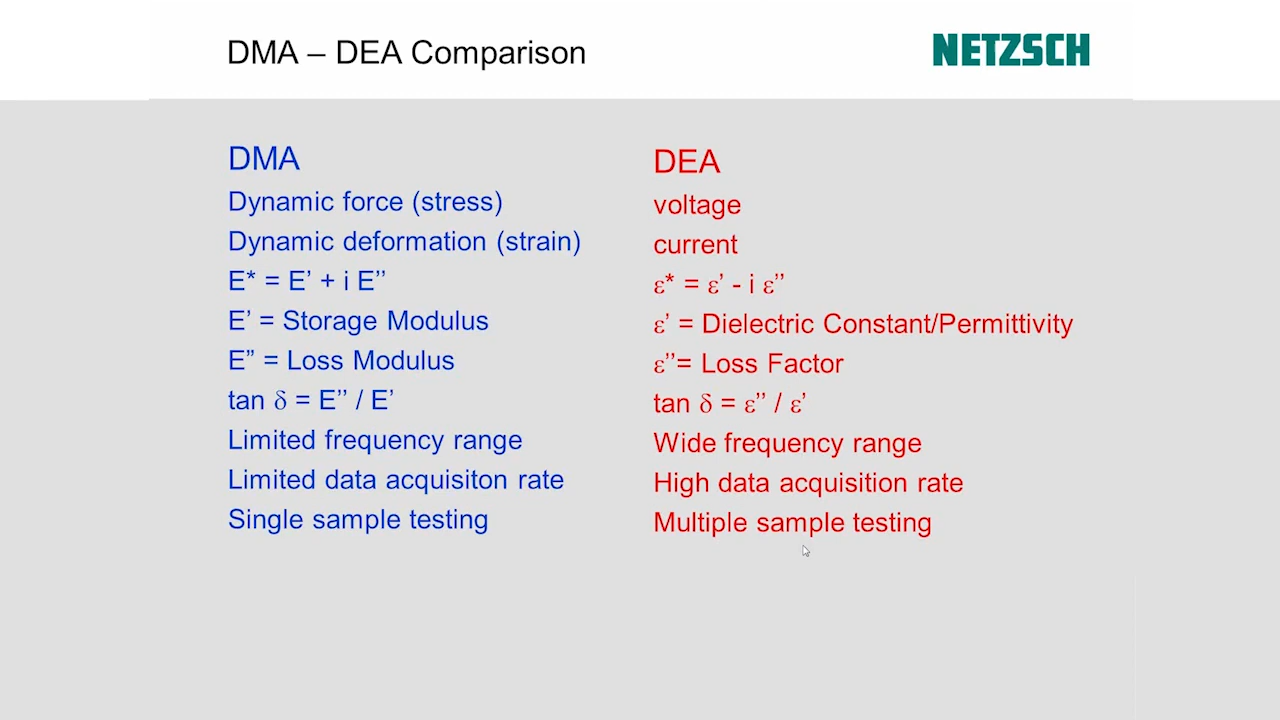 DMA – DEA Comparison
NETZSCH
DMA
Dynamic force (stress)
Dynamic deformation (strain)
E* = E’ + i E’’
E’ = Storage Modulus
E” = Loss Modulus
tan δ = E’’ / E’
Limited frequency range
Limited data acquisiton rate
Single sample testing
DEA
voltage
current
ε* = ε’ - i ε’’
ε’ = Dielectric Constant/Permittivity
ε’’= Loss Factor
tan δ = ε’’ / ε’
Wide frequency range
High data acquisition rate
Multiple sample testing